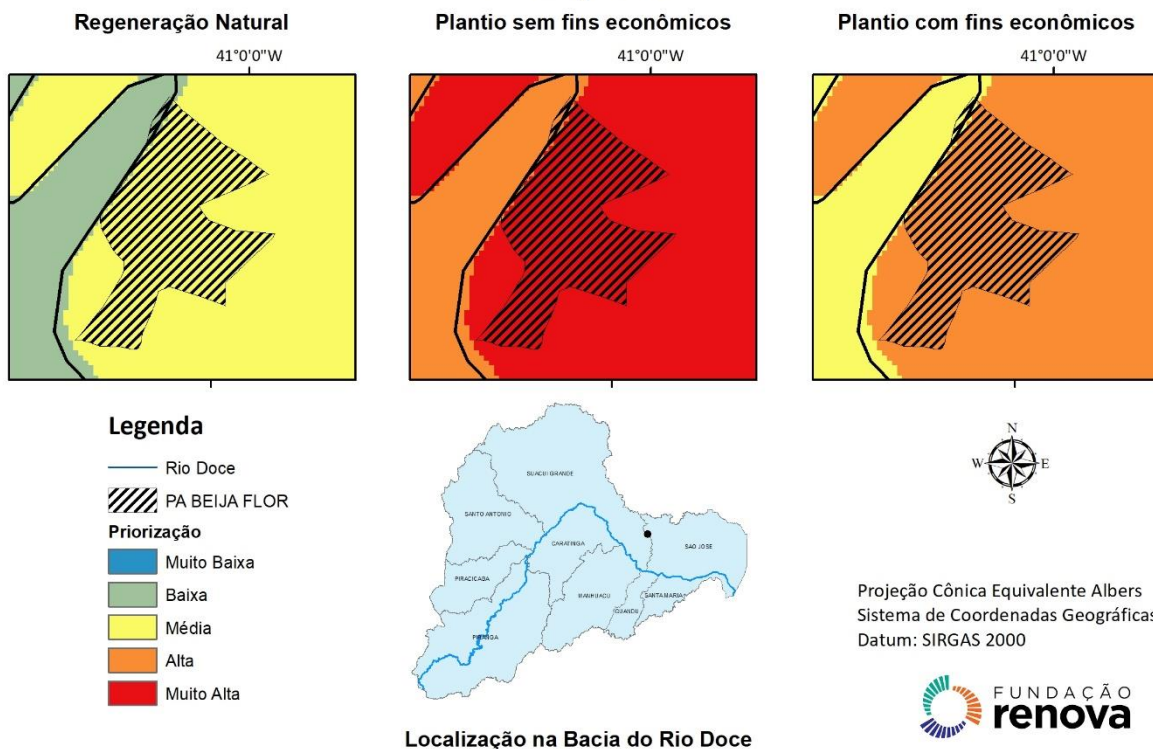 Regeneração Natural
Plantio sem fins econômicos
Plantio com fins econômicos
41°0'0"W
41°0'0"W
41°0'0"W
Legenda
Rio Doce
PA BEIJA FLOR
Priorização
Muito Baixa
Baixa
Média
Alta
Muito Alta
SUACUI GRANDE
SANTO ANTONIO
CARATINGA
SAO JOSE
PIRACICABA
MANHUACU
SANTA MARIA
GUANDU
PIRANGA
Localização na Bacia do Rio Doce
N
W
E
S
Projeção Cônica Equivalente Albers
Sistema de Coordenadas Geográficas
Datum: SIRGAS 2000
FUNDAÇÃO
renova